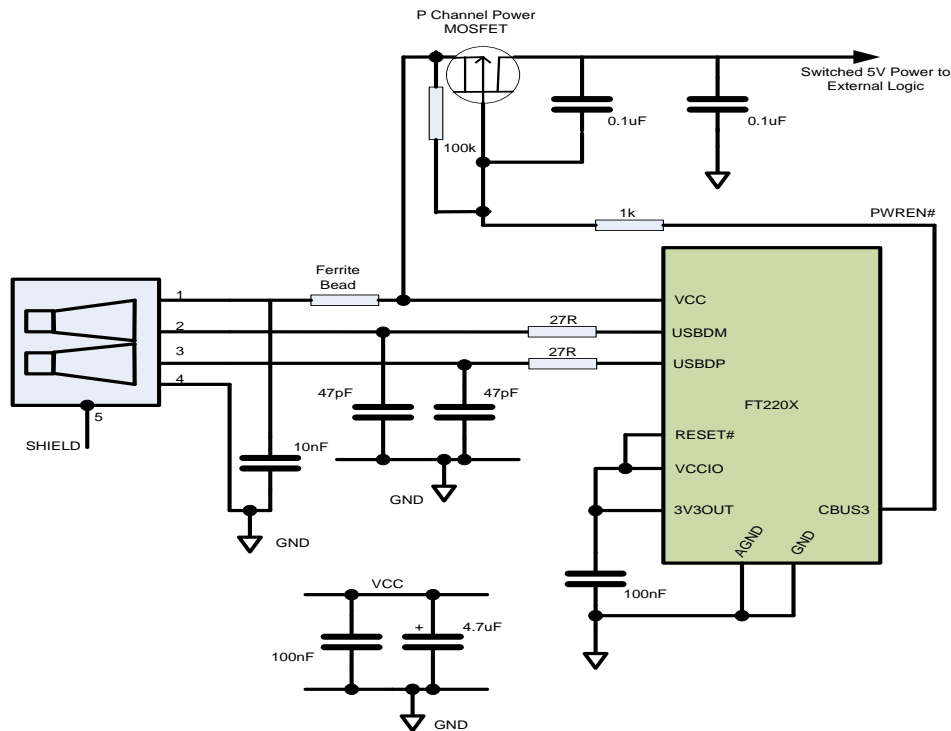 P Channel Power
MOSFET
Switched 5V Power to
External Logic
0.1uF
0.1uF
100k
1k
PWREN#
Ferrite
Bead
1
2
3
4
5
SHIELD
27R
27R
VCC
USBDM
USBDP
47pF
47pF
FT220X
10nF
RESET#
VCCIO
GND
3V3OUT
CBUS3
GND
AGND
GND
VCC
100nF
+
4.7uF
100nF
GND